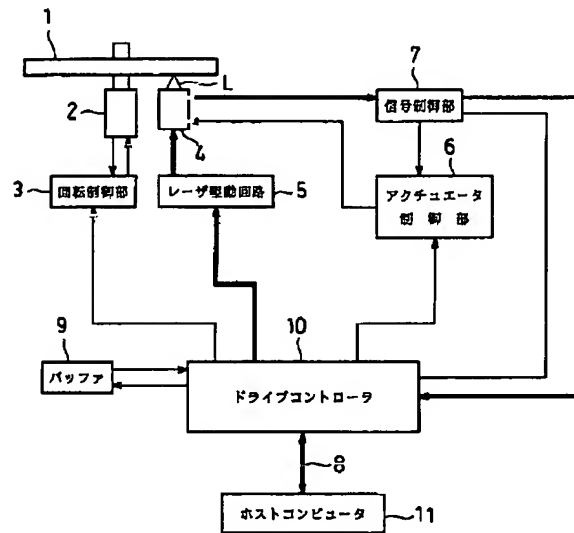 1
7
L
2
信号制御部
4
6
3
回転制御部
レーザ駆動回路
5
アクチュエータ
制御部
9
10
バッファ
ドライブコントローラ
8
ホストコンピュータ
11